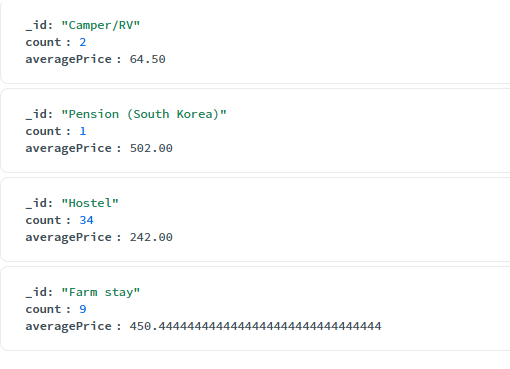 _id: "Camper/RV"
count: 2
averagePrice: 64.50
_id: "Pension (South Korea)"
count: 1
averagePrice: 502.00
_id: "Hostel"
count: 34
averagePrice: 242.00
_id: "Farm stay"
count: 9
averagePrice: 450.4444444444444444444444444444444